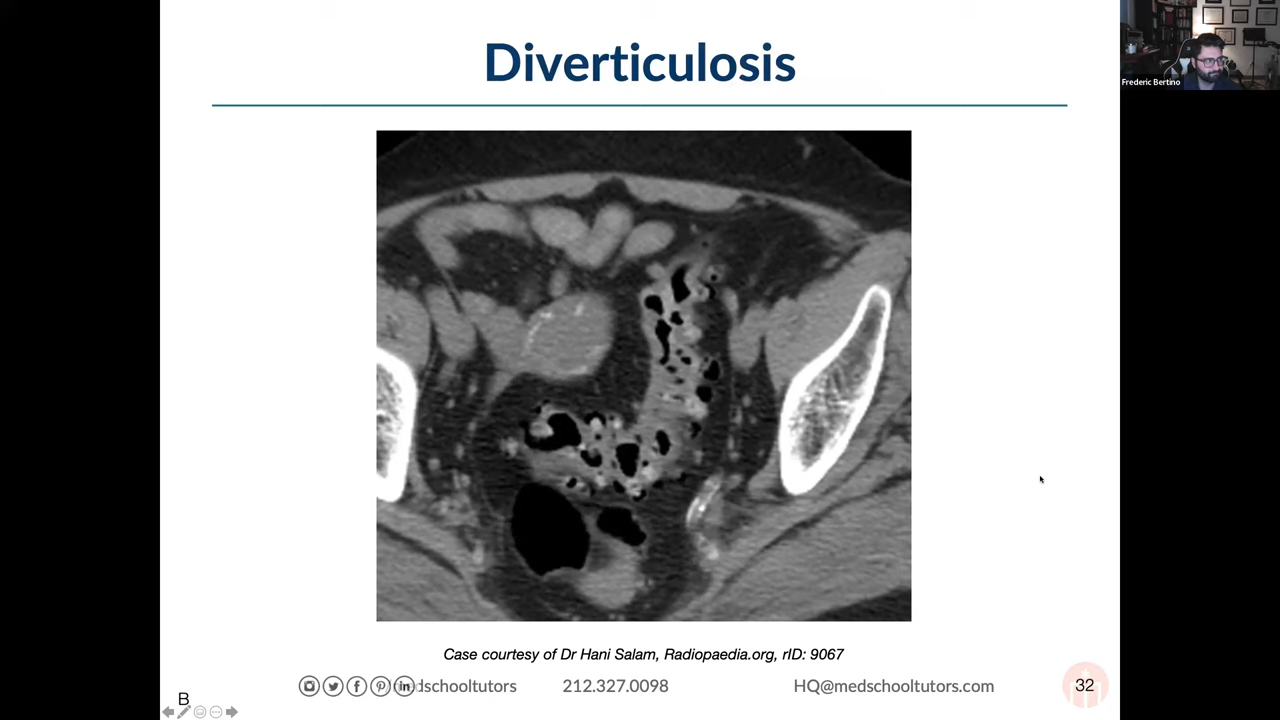 Diverticulosis
Frederic Bertino
Case courtesy of Dr Hani Salam, Radiopaedia.org, rID: 9067
medschooltutors 212.327.0098 HQ@medschooltutors.com 32
B